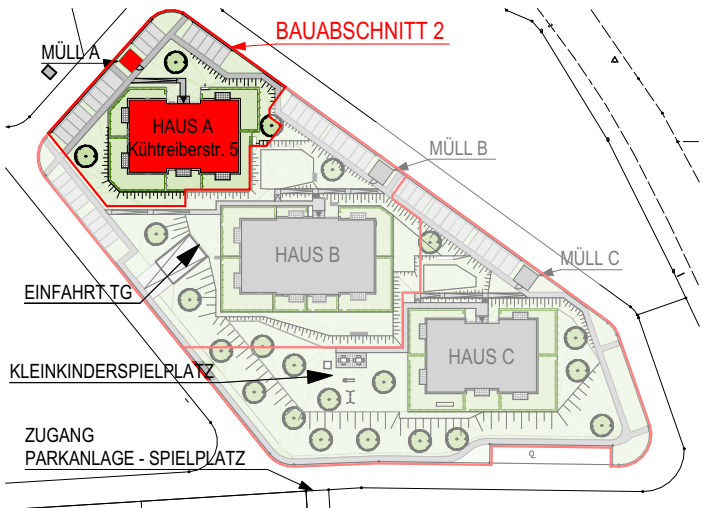 BAUABSCHNITT 2
MÜLL A
HAUS A
Kühtreiberstr. 5
MÜLL B
HAUS B
MÜLL C
EINFAHRT TG
HAUS C
KLEINKINDERSPIELPLATZ
ZUGANG
PARKANLAGE - SPIELPLATZ